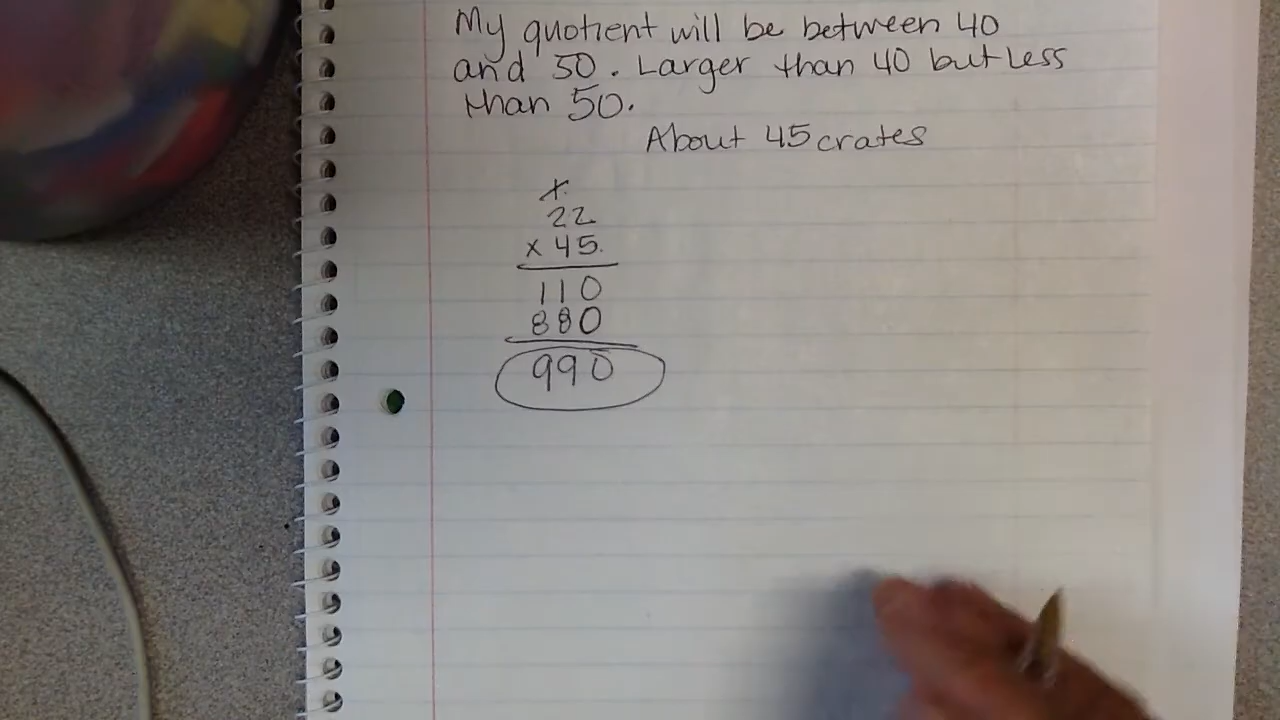 My quotient will be between 40
and 50. Larger than 40 but less
than 50.
About 45 crates
1
22
x 45
110
880
990